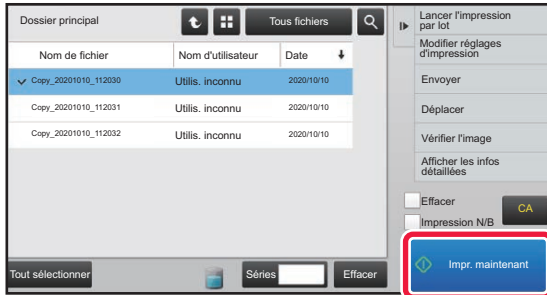 Dossier principal
Tous fichiers
Nom de fichier
Nom d'utilisateur
Date
Copy_20201010_112030
Utilis. inconnu
2020/10/10
Copy_20201010_112031
Utilis. inconnu
2020/10/10
Copy_20201010_112032
Utilis. inconnu
2020/10/10
Tout sélectionner
Séries
Effacer
Lancer l'impression
par lot
Modifier réglages
d'impression
Envoyer
Déplacer
Vérifier l'image
Afficher les infos
détaillées
Effacer
Impression N/B
CA
Impr. maintenant